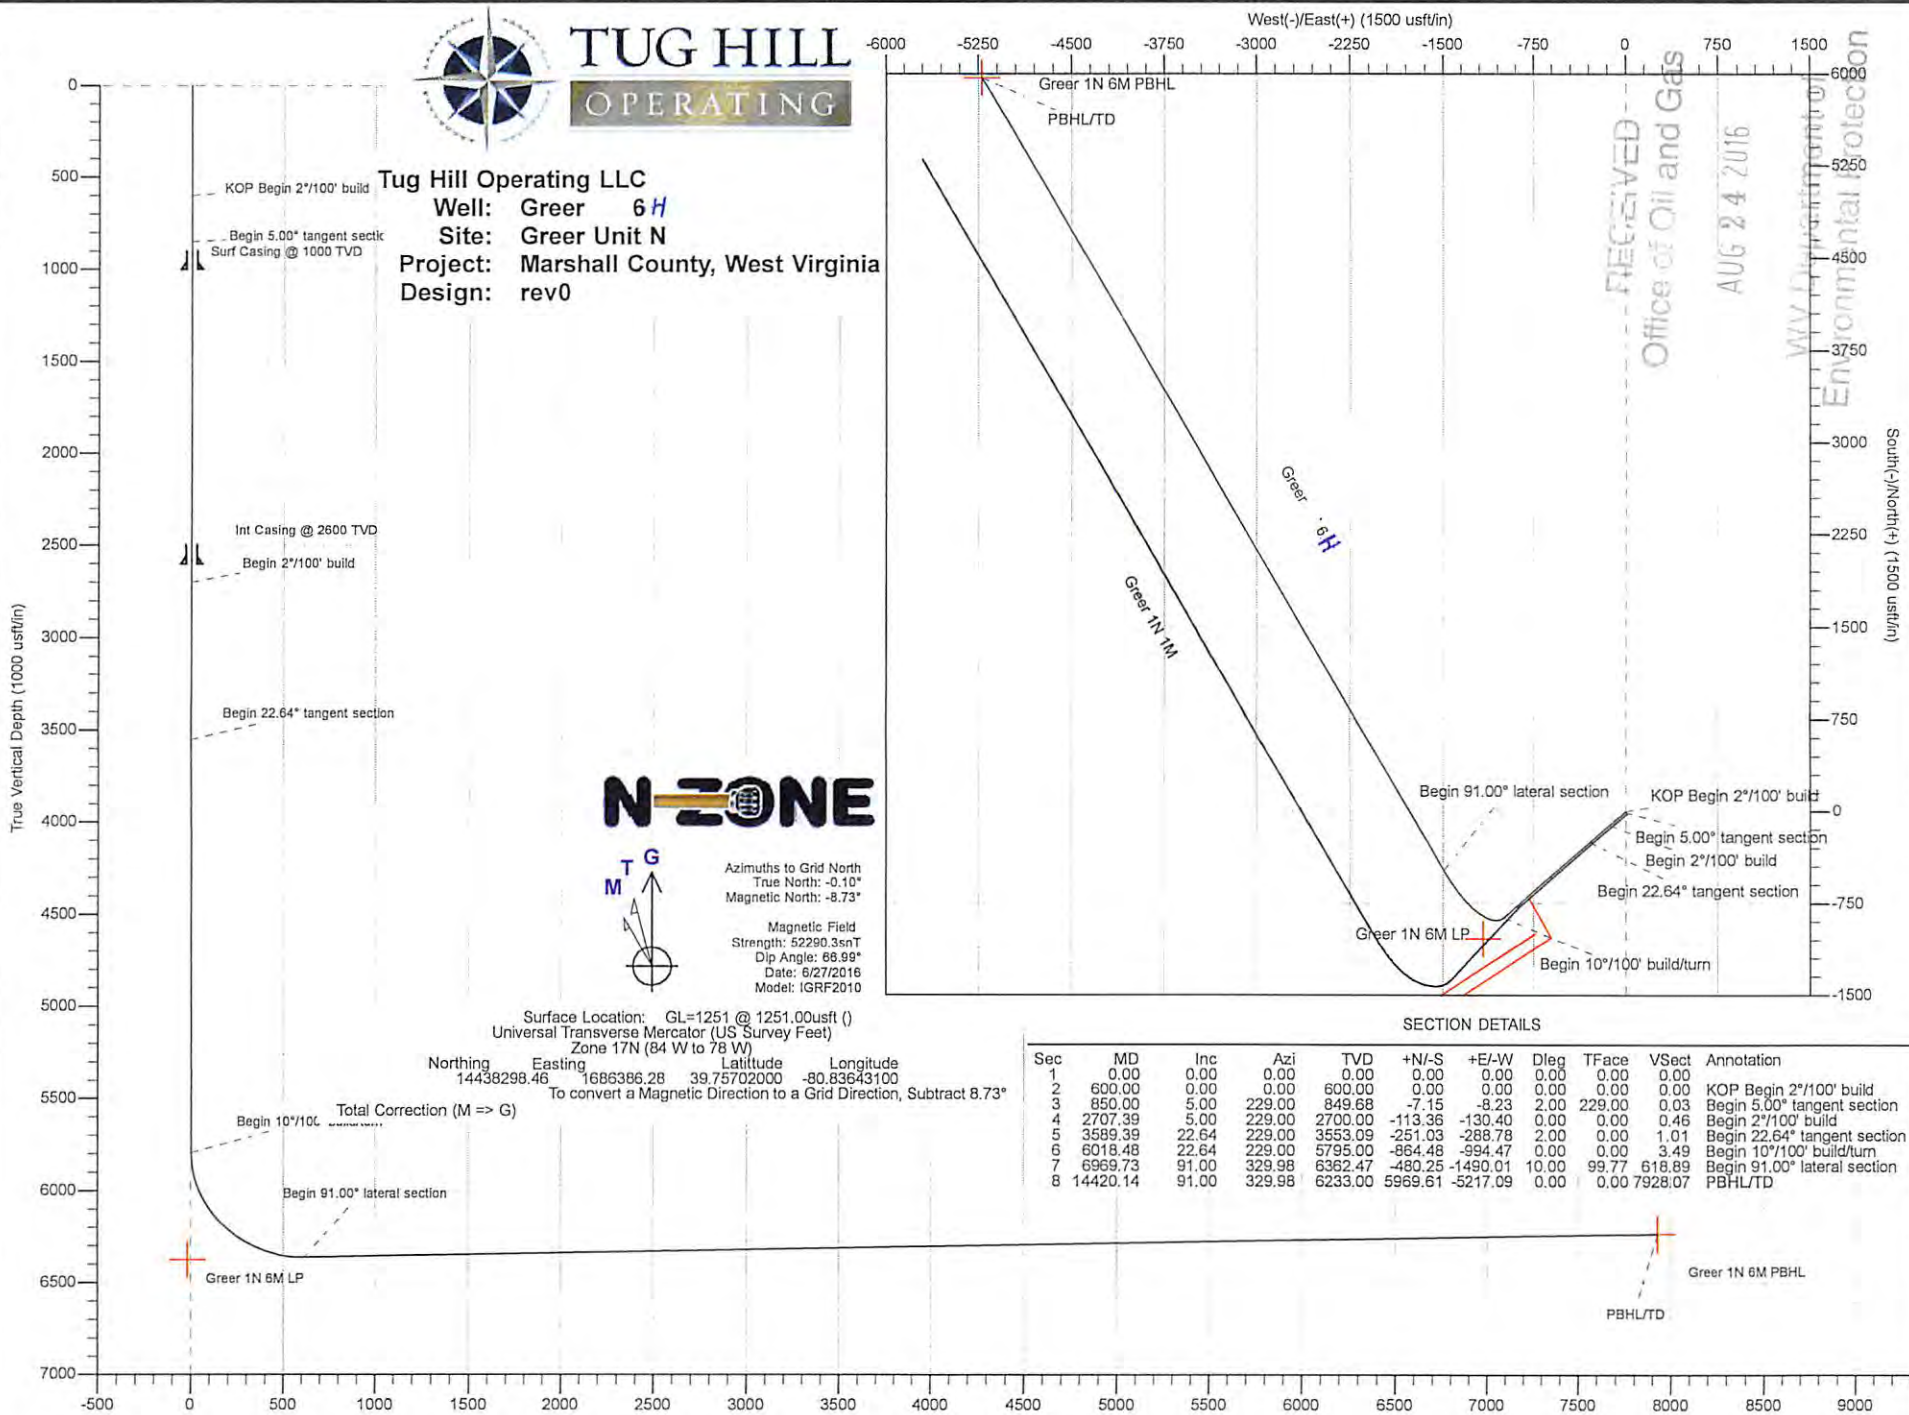 TUG HILL
OPERATING
Tug Hill Operating LLC
Well: Greer 6H
Site: Greer Unit N
Project: Marshall County, West Virginia
Design: rev0
True Vertical Depth (1000 usft/in)
0
500
1000
1500
2000
2500
3000
3500
4000
4500
5000
5500
6000
6500
7000
-500 0 500 1000 1500 2000 2500 3000 3500 4000 4500 5000 5500 6000 6500 7000 7500 8000 8500 9000
KOP Begin 2°/100' build
Begin 5.00° tangent sectic
Surf Casing @ 1000 TVD
Int Casing @ 2600 TVD
Begin 2°/100' build
Begin 22.64° tangent section
Begin 10°/100
Begin 91.00° lateral section
Greer 1N 6M LP
Greer 1N 6M PBHL
PBHL/TD
West(-)/East(+) (1500 usft/in)
-6000 -5250 -4500 -3750 -3000 -2250 -1500 -750 0 750 1500
South(-)/North(+) (1500 usft/in)
6000
5250
4500
3750
3000
2250
1500
750
0
-750
-1500
Greer 1N 6M PBHL
PBHL/TD
Greer 6H
Greer 1N 1M
Begin 91.00° lateral section
KOP Begin 2°/100' build
Begin 5.00° tangent section
Begin 2°/100' build
Begin 22.64° tangent section
Greer 1N 6M LP
Begin 10°/100' build/turn
RECEIVED
Office of Oil and Gas
AUG 24 2016
WV Department of
Environmental Protection
N-ZONE
T G
M
Azimuths to Grid North
True North: -0.10°
Magnetic North: -8.73°
Magnetic Field
Strength: 52290.3snT
Dip Angle: 66.99°
Date: 6/27/2016
Model: IGRF2010
Surface Location: GL=1251 @ 1251.00usft ()
Universal Transverse Mercator (US Survey Feet)
Zone 17N (84 W to 78 W)
Northing Easting Latitude Longitude
14438298.46 1686386.28 39.75702000 -80.83643100
To convert a Magnetic Direction to a Grid Direction, Subtract 8.73°
Total Correction (M => G)
SECTION DETAILS
Sec MD Inc Azi TVD +N/-S +E/-W Dleg TFace VSect Annotation
1 0.00 0.00 0.00 0.00 0.00 0.00 0.00 0.00 0.00
2 600.00 0.00 0.00 600.00 0.00 0.00 0.00 0.00 0.00 KOP Begin 2°/100' build
3 850.00 5.00 229.00 849.68 -7.15 -8.23 2.00 229.00 0.03 Begin 5.00° tangent section
4 2707.39 5.00 229.00 2700.00 -113.36 -130.40 0.00 0.00 0.46 Begin 2°/100' build
5 3589.39 22.64 229.00 3553.09 -251.03 -288.78 2.00 0.00 1.01 Begin 22.64° tangent section
6 6018.48 22.64 229.00 5795.00 -864.48 -994.47 0.00 0.00 3.49 Begin 10°/100' build/turn
7 6969.73 91.00 329.98 6362.47 -480.25 -1490.01 10.00 99.77 618.89 Begin 91.00° lateral section
8 14420.14 91.00 329.98 6233.00 5969.61 -5217.09 0.00 0.00 7928.07 PBHL/TD